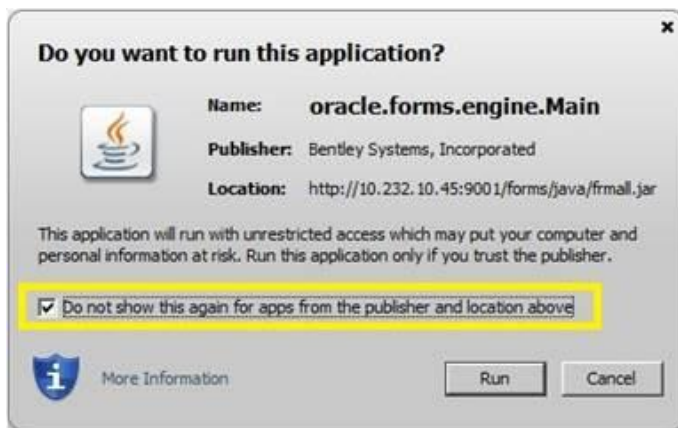 Do you want to run this application?
Name: oracle.forms.engine.Main
Publisher: Bentley Systems, Incorporated
Location: http://10.232.10.45:9001/forms/java/frmall.jar
This application will run with unrestricted access which may put your computer and
personal information at risk. Run this application only if you trust the publisher.
Do not show this again for apps from the publisher and location above
More Information
Run
Cancel